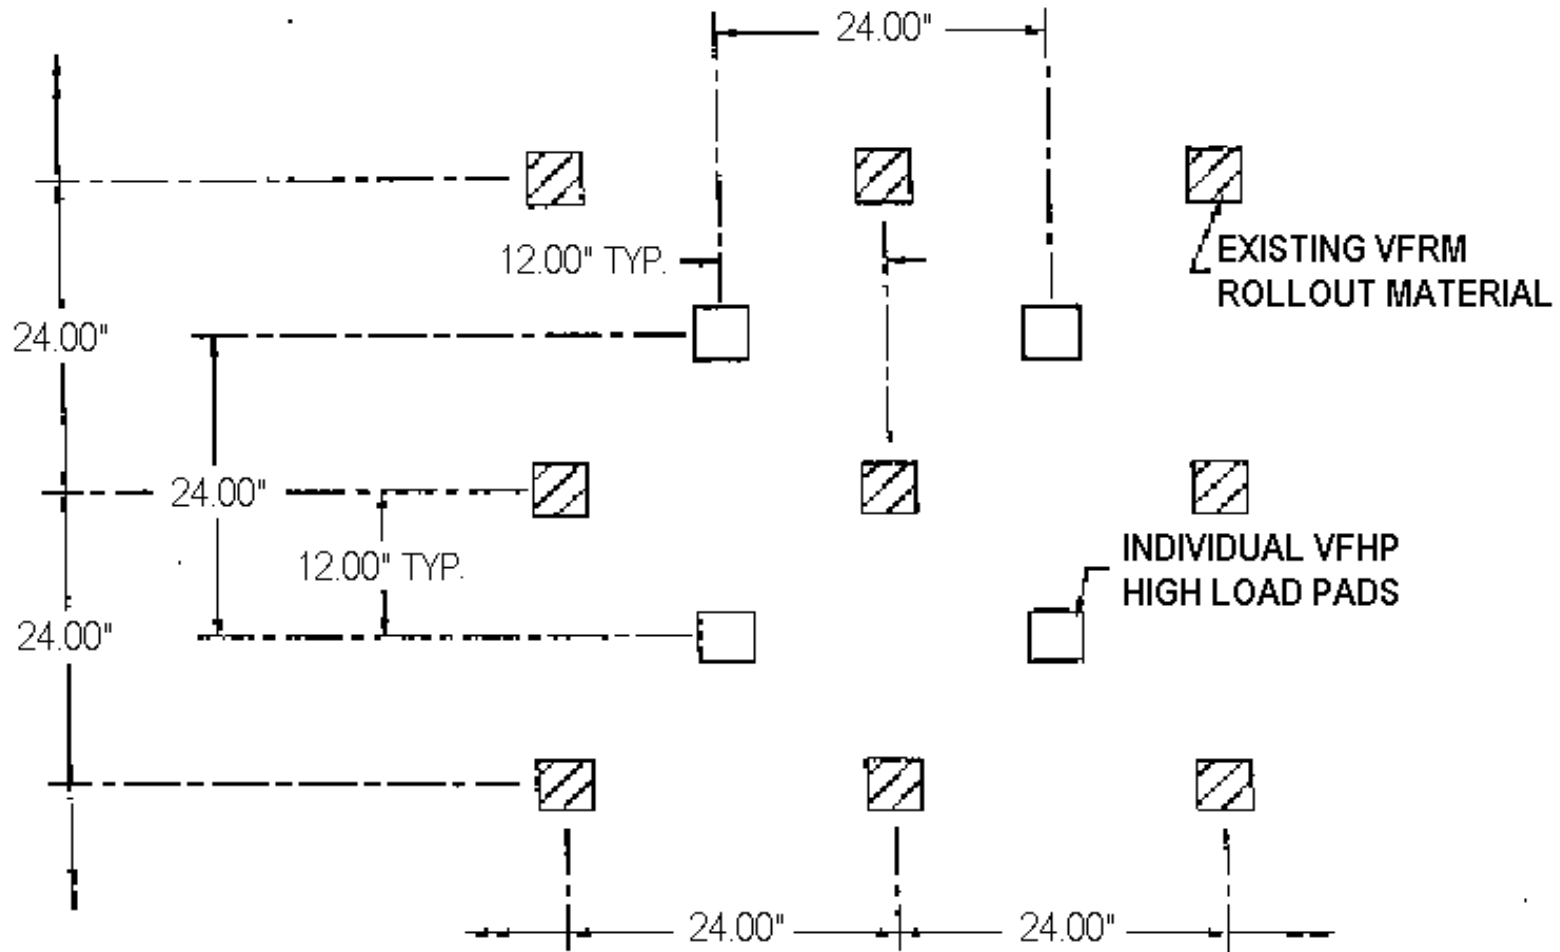 24.00"
12.00" TYP.
EXISTING VFRM
ROLLOUT MATERIAL
24.00"
24.00"
12.00" TYP.
INDIVIDUAL VFHP
HIGH LOAD PADS
24.00"
24.00"
24.00"